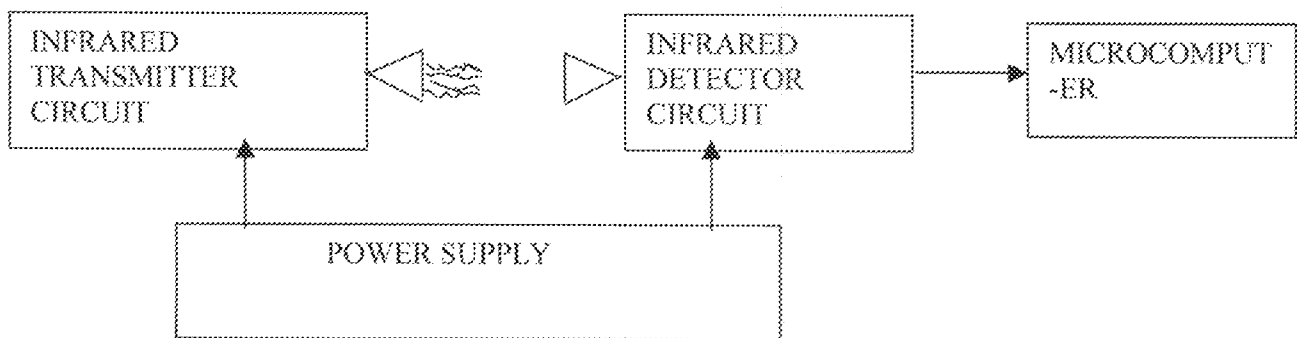 INFRARED
TRANSMITTER
CIRCUIT
INFRARED
DETECTOR
CIRCUIT
MICROCOMPUT
-ER
POWER SUPPLY